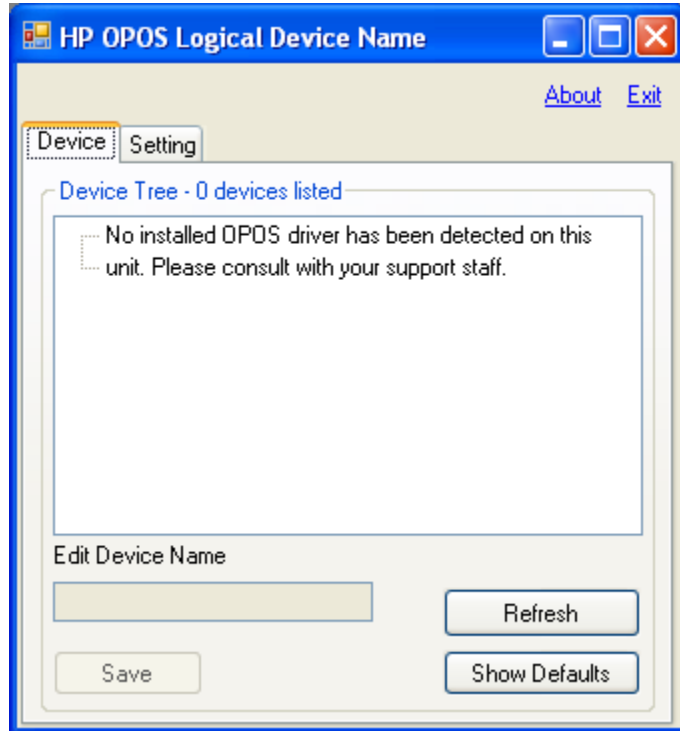 HP OPOS Logical Device Name
About Exit
Device Setting
Device Tree - 0 devices listed
No installed OPOS driver has been detected on this
unit. Please consult with your support staff.
Edit Device Name
Refresh
Save Show Defaults